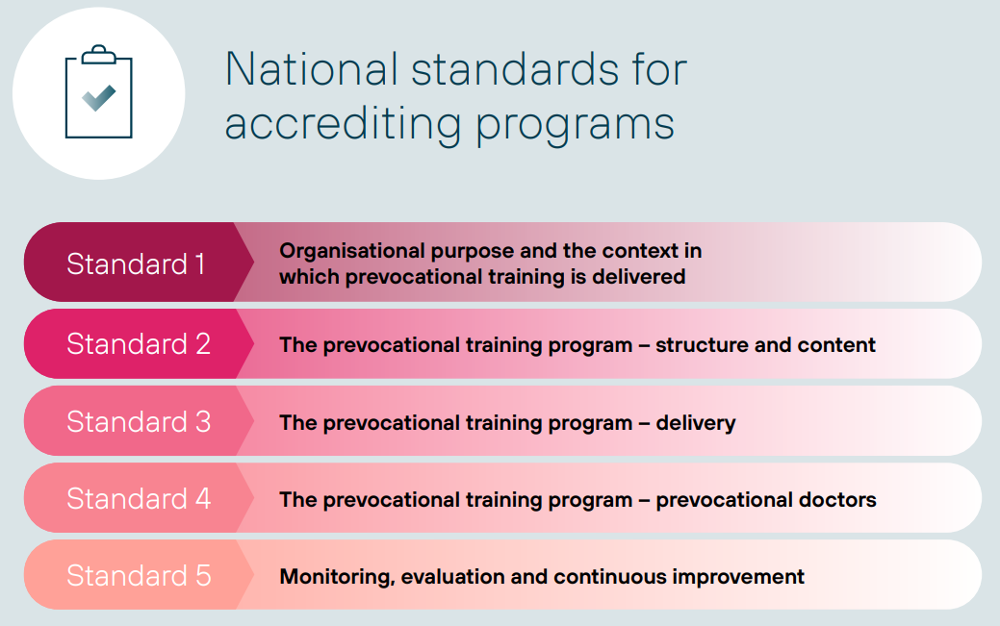 National standards for
accrediting programs
Standard 1
Organisational purpose and the context in
which prevocational training is delivered
Standard 2
The prevocational training program – structure and content
Standard 3
The prevocational training program – delivery
Standard 4
The prevocational training program – prevocational doctors
Standard 5
Monitoring, evaluation and continuous improvement